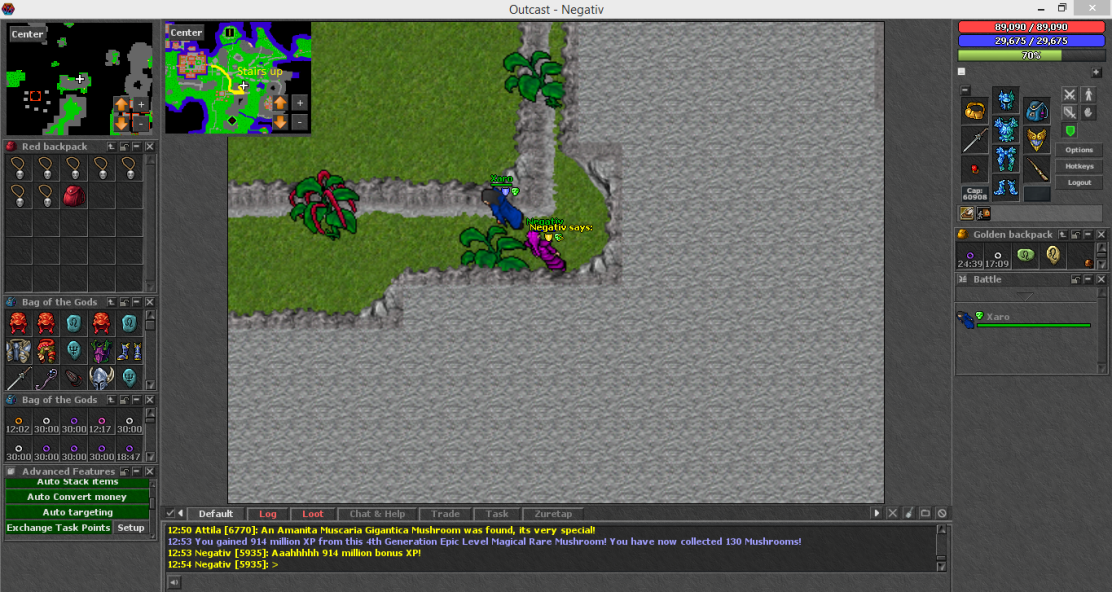 Outcast - Negativ
Center
Center
Stairs up
89,090 / 89,090
29,675 / 29,675
70%
Red backpack
Cap:
60908
Options
Hotkeys
Logout
Xaro
Negativ
Negativ says:
Golden backpack
24:39 17:09
Battle
Xaro
Bag of the Gods
Bag of the Gods
12:02 30:00 30:00 12:17 30:00
30:00 30:00 30:00 30:00 18:47
Advanced Features
Auto Stack items
Auto Convert money
Auto targeting
Exchange Task Points Setup
Default Log Loot Chat & Help Trade Task Zuretap
12:50 Attila [6770]: An Amanita Muscaria Gigantica Mushroom was found, its very special!
12:53 You gained 914 million XP from this 4th Generation Epic Level Magical Rare Mushroom! You have now collected 130 Mushrooms!
12:53 Negativ [5935]: Aaahhhhh 914 million bonus XP!
12:54 Negativ [5935]: >